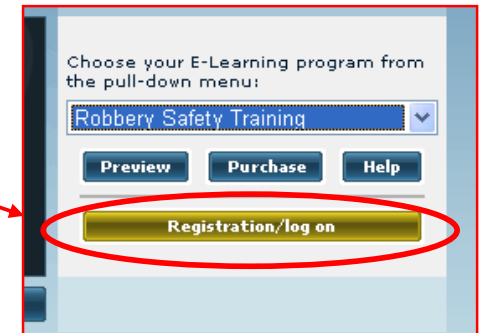 Choose your E-Learning program from
the pull-down menu:
Robbery Safety Training
Preview Purchase Help
Registration/log on